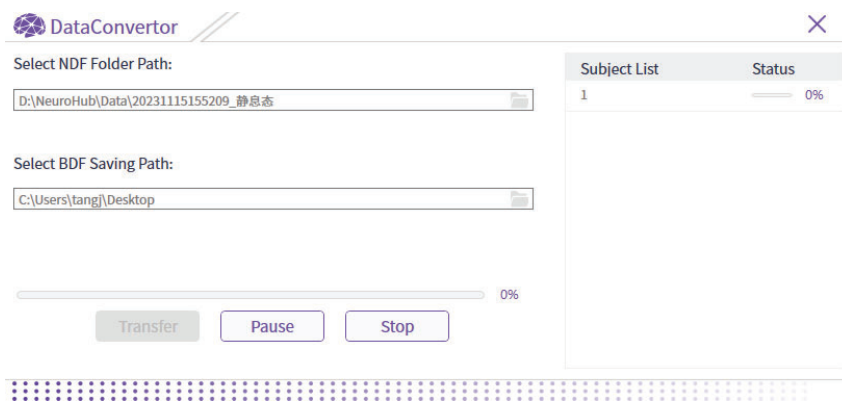 DataConvertor
Select NDF Folder Path:
D:\NeuroHub\Data\20231115155209_静息态
Select BDF Saving Path:
C:\Users\tangj\Desktop
0%
Transfer
Pause
Stop
Subject List Status
1 0%